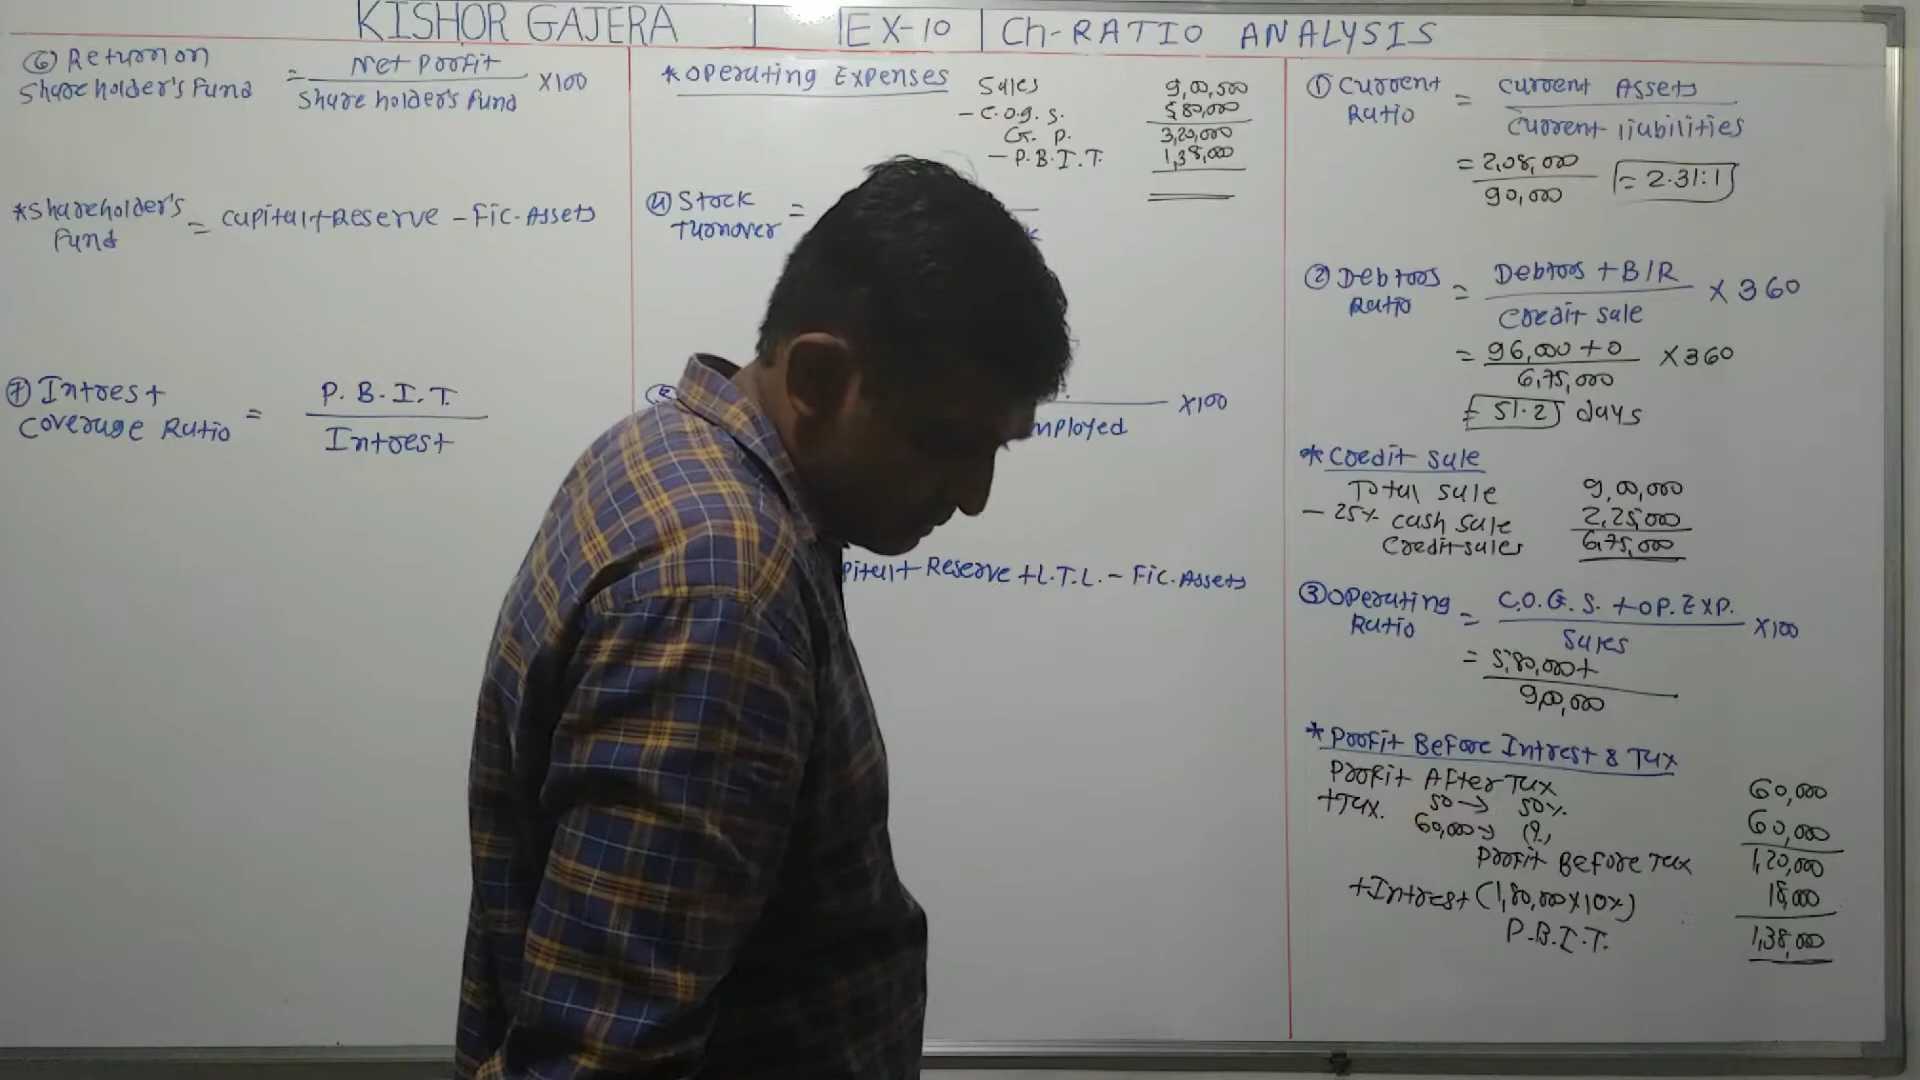 KISHOR GAJERA | EX-10 | Ch-RATIO ANALYSIS
⑥ Return on Shareholder's Fund = Net Profit / Shareholder's Fund ×100
*Shareholder's Fund = Capital+Reserve - Fic. Assets
⑦ Intrest Coverage Ratio = P.B.I.T. / Intrest
*Operating Expenses
Sales 9,00,000
- C.O.G.S. 5,80,000
G.P. 3,20,000
- P.B.I.T. 1,38,000
④ Stock Turnover =
×100
mployed
pital+Reserve+L.T.L.-Fic.Assets
① Current Ratio = Current Assets / Current liabilities
= 2,08,000 / 90,000 = 2.31:1
② Debtors Ratio = Debtors + B/R / Credit sale × 360
= 96,000+0 / 6,75,000 ×360
= 51.2 days
*Credit sale
Total sale 9,00,000
- 25% cash sale 2,25,000
Credit sales 6,75,000
③ Operating Ratio = C.O.G.S. + OP. EXP. / Sales ×100
= 5,80,000+ / 9,00,000
*Profit Before Intrest & Tax
Profit After Tax 60,000
+Tax. 50→ 50%
60,000→ (?) 60,000
Profit Before Tax 1,20,000
+Intrest (1,80,000×10%) 18,000
P.B.I.T. 1,38,000